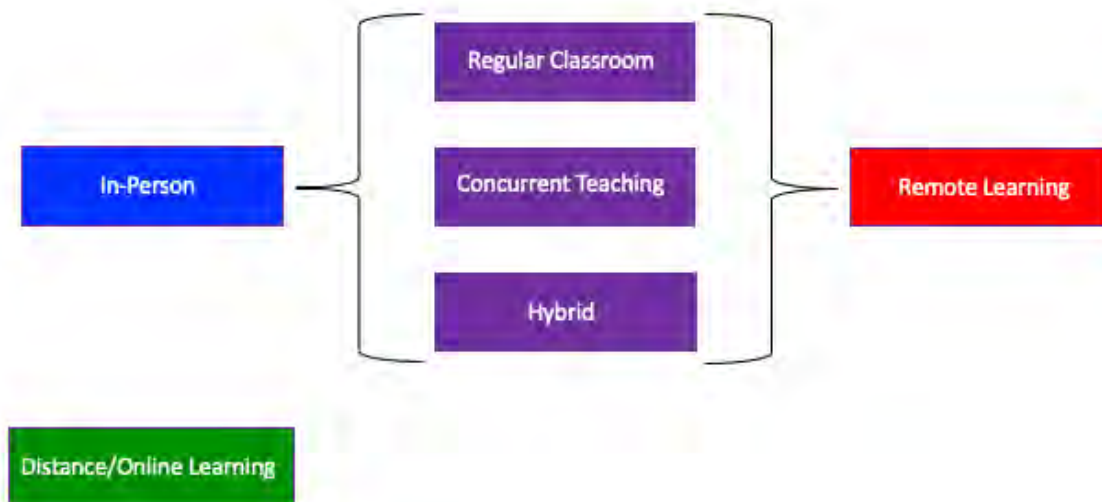 Regular Classroom
In-Person
Concurrent Teaching
Remote Learning
Hybrid
Distance/Online Learning